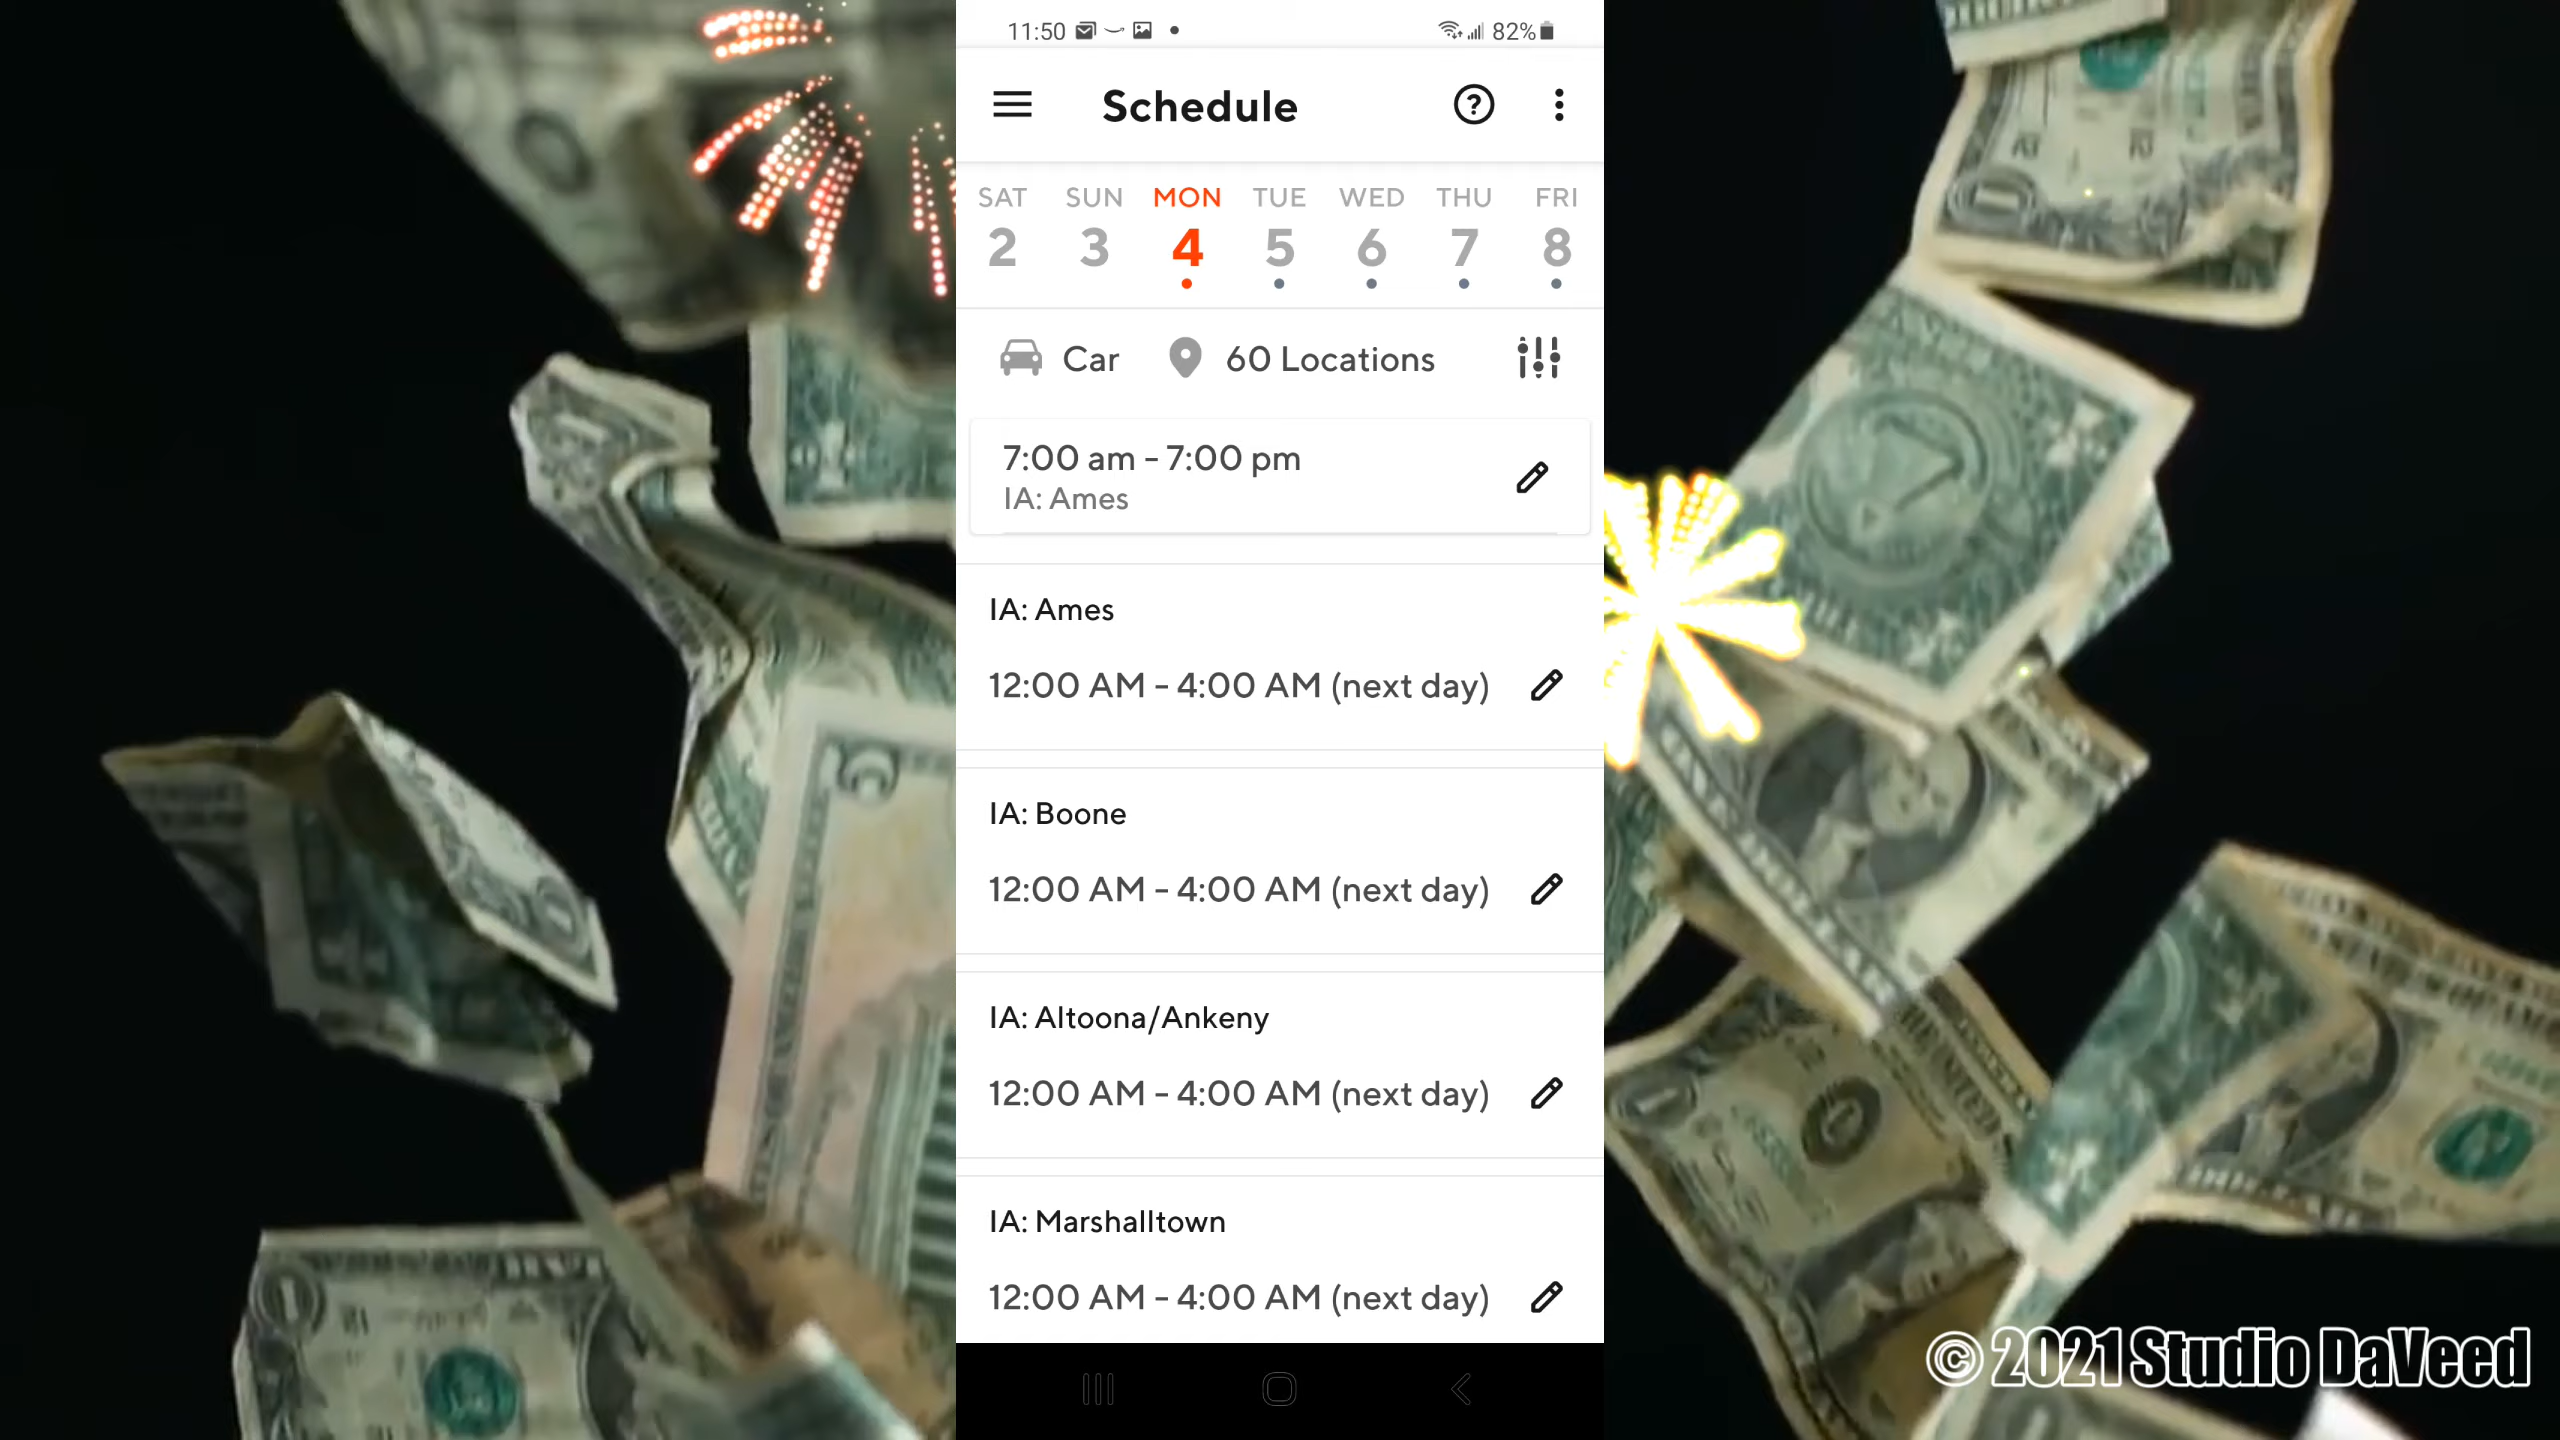 11:50
82%
Schedule
SAT SUN MON TUE WED THU FRI
2 3 4 5 6 7 8
Car 60 Locations
7:00 am - 7:00 pm
IA: Ames
IA: Ames
12:00 AM - 4:00 AM (next day)
IA: Boone
12:00 AM - 4:00 AM (next day)
IA: Altoona/Ankeny
12:00 AM - 4:00 AM (next day)
IA: Marshalltown
12:00 AM - 4:00 AM (next day)
© 2021 Studio DaVeed